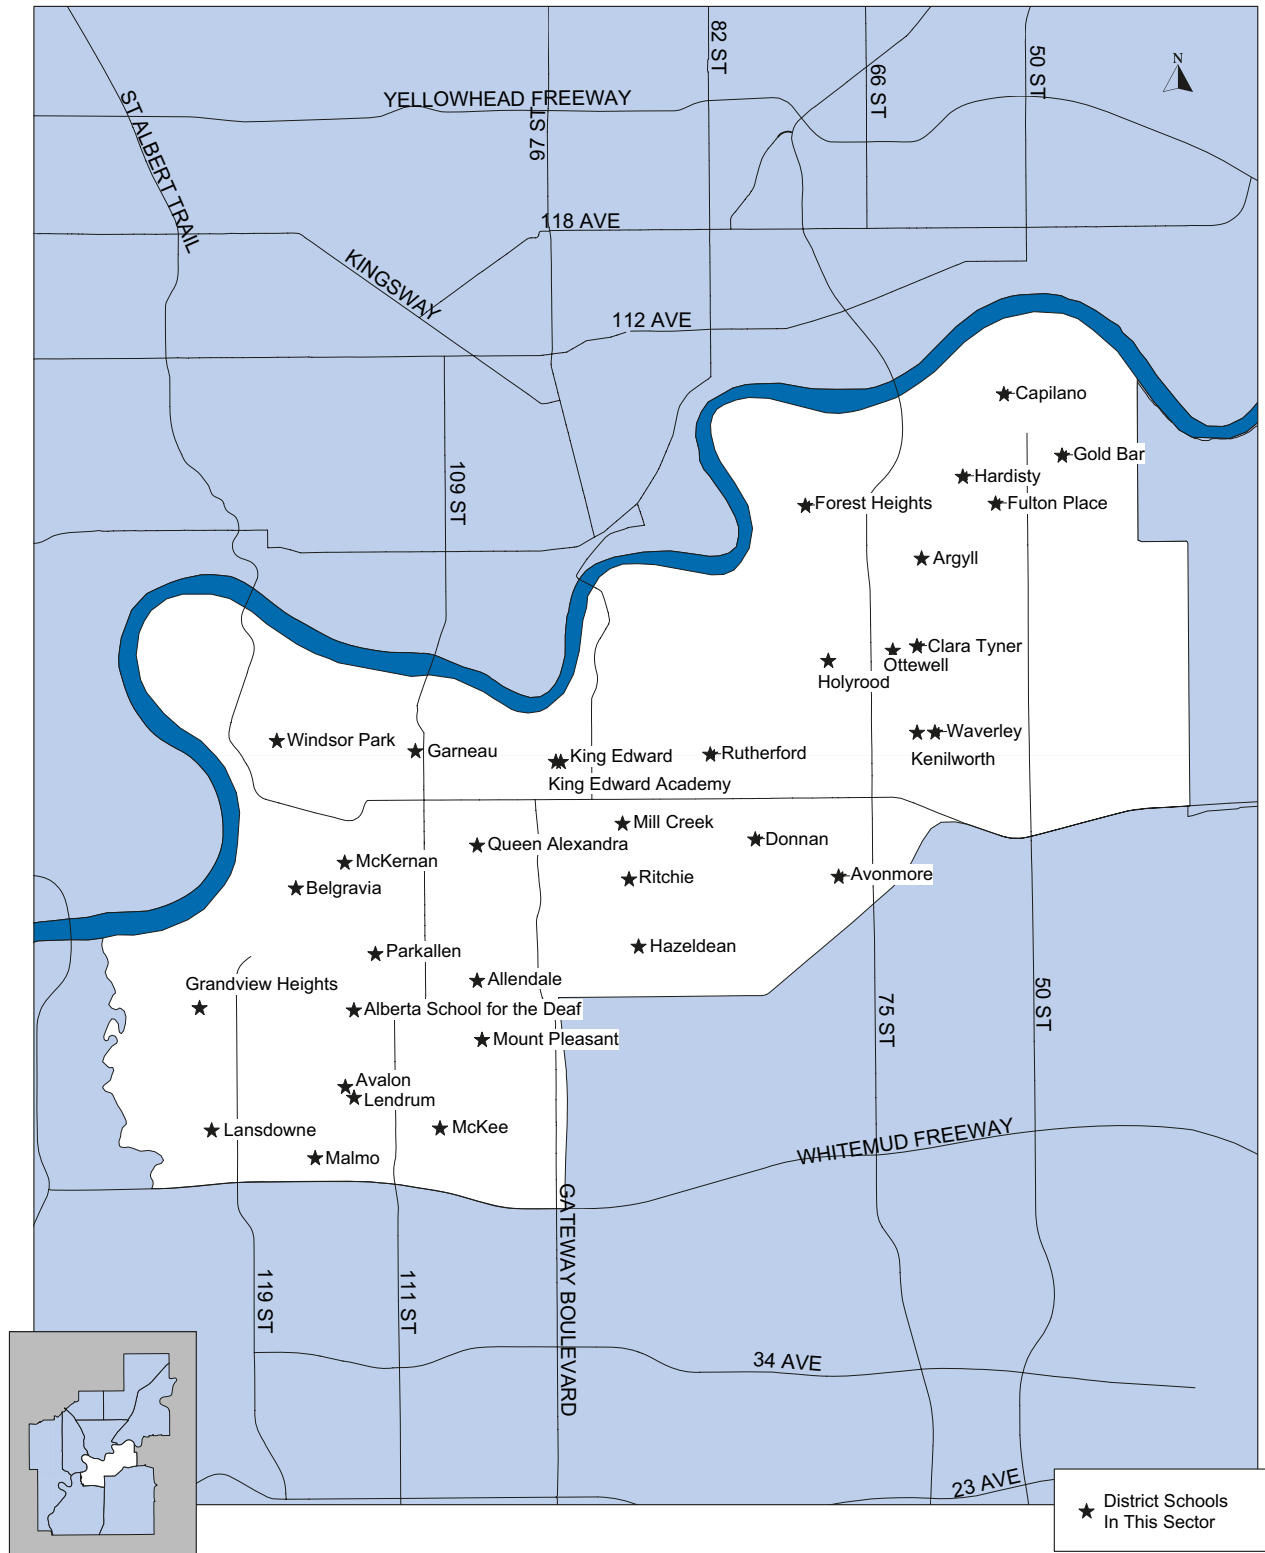 82 ST
50 ST
N
66 ST
ST ALBERT TRAIL
YELLOWHEAD FREEWAY
97 ST
118 AVE
KINGSWAY
112 AVE
Capilano
Gold Bar
109 ST
Hardisty
Forest Heights
Fulton Place
Argyll
Clara Tyner
Ottewell
Holyrood
Windsor Park
Garneau
King Edward
Rutherford
Waverley
Kenilworth
King Edward Academy
Mill Creek
Queen Alexandra
Donnan
McKernan
Belgravia
Ritchie
Avonmore
Parkallen
Hazeldean
Grandview Heights
Allendale
Alberta School for the Deaf
75 ST
50 ST
Mount Pleasant
Avalon
Lendrum
Lansdowne
McKee
Malmo
WHITEMUD FREEWAY
GATEWAY BOULEVARD
119 ST
111 ST
34 AVE
23 AVE
District Schools
In This Sector